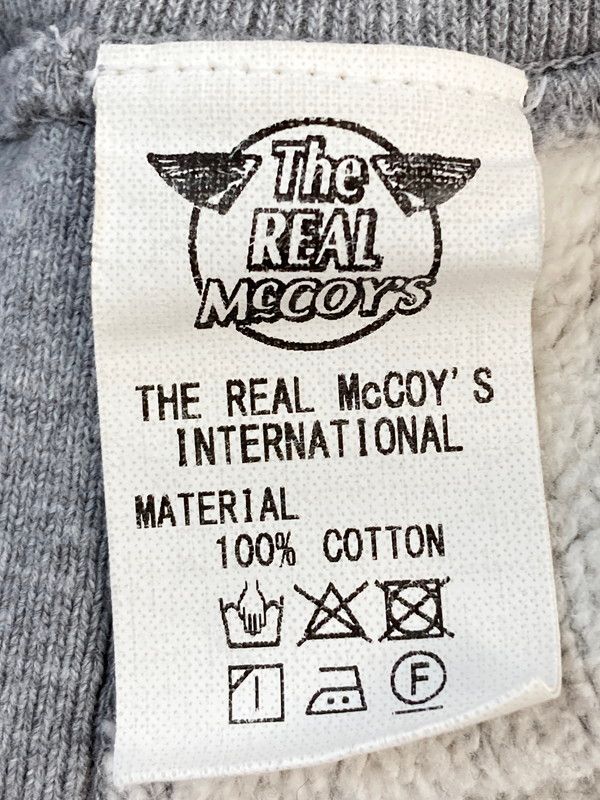 The
REAL
McCOY'S
THE REAL McCOY'S
INTERNATIONAL
MATERIAL
100% COTTON
F